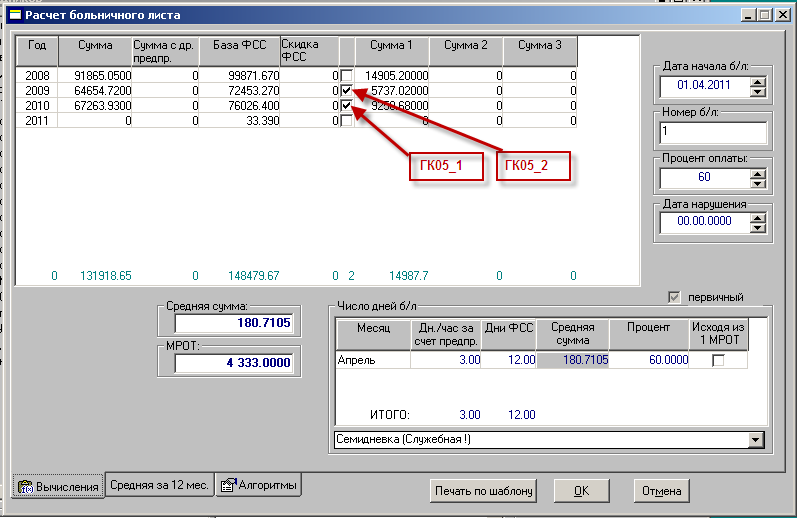 Расчет больничного листа
Год Сумма Сумма с др. предпр. База ФСС Скидка ФСС Сумма 1 Сумма 2 Сумма 3
2008 91865.0500 0 99871.670 0 14905.20000 0 0
2009 64654.7200 0 72453.270 0 5737.02000 0 0
2010 67263.9300 0 76026.400 0 0 0
2011 0 0 33.390 0 0 0 0
ГК05_1 ГК05_2
0 131918.65 0 148479.67 0 2 14987.7 0 0
Дата начала б/л:
01.04.2011
Номер б/л:
1
Процент оплаты:
60
Дата нарушения
00.00.0000
первичный
Средняя сумма:
180.7105
МРОТ:
4 333.0000
Число дней б/л
Месяц Дн./час за счет предпр. Дни ФСС Средняя сумма Процент Исходя из 1 МРОТ
Апрель 3.00 12.00 180.7105 60.0000
ИТОГО: 3.00 12.00
Семидневка (Служебная !)
Вычисления Средняя за 12 мес. Алгоритмы
Печать по шаблону OK Отмена